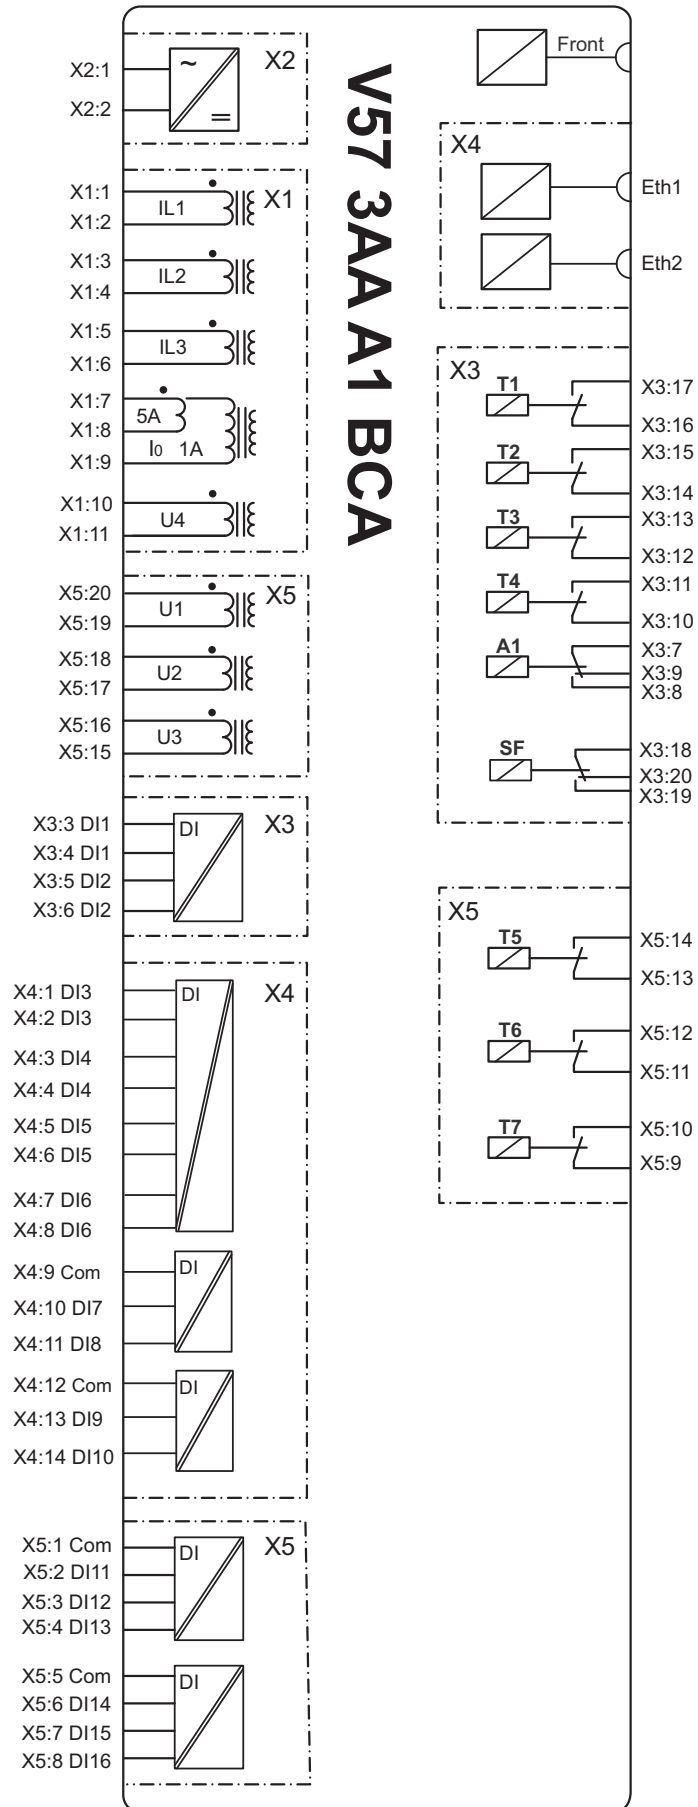 V57 3AA A1 BCA
X2
X2:1
X2:2
~
=
X1
X1:1
X1:2
IL1
X1:3
X1:4
IL2
X1:5
X1:6
IL3
X1:7
X1:8
X1:9
5A
I0 1A
X1:10
X1:11
U4
X5
X5:20
X5:19
U1
X5:18
X5:17
U2
X5:16
X5:15
U3
X3
X3:3 DI1
X3:4 DI1
X3:5 DI2
X3:6 DI2
DI
X4
X4:1 DI3
X4:2 DI3
X4:3 DI4
X4:4 DI4
X4:5 DI5
X4:6 DI5
X4:7 DI6
X4:8 DI6
DI
X4:9 Com
X4:10 DI7
X4:11 DI8
DI
X4:12 Com
X4:13 DI9
X4:14 DI10
DI
X5
X5:1 Com
X5:2 DI11
X5:3 DI12
X5:4 DI13
DI
X5:5 Com
X5:6 DI14
X5:7 DI15
X5:8 DI16
DI
Front
X4
Eth1
Eth2
X3
T1
X3:17
X3:16
T2
X3:15
X3:14
T3
X3:13
X3:12
T4
X3:11
X3:10
A1
X3:7
X3:9
X3:8
SF
X3:18
X3:20
X3:19
X5
T5
X5:14
X5:13
T6
X5:12
X5:11
T7
X5:10
X5:9